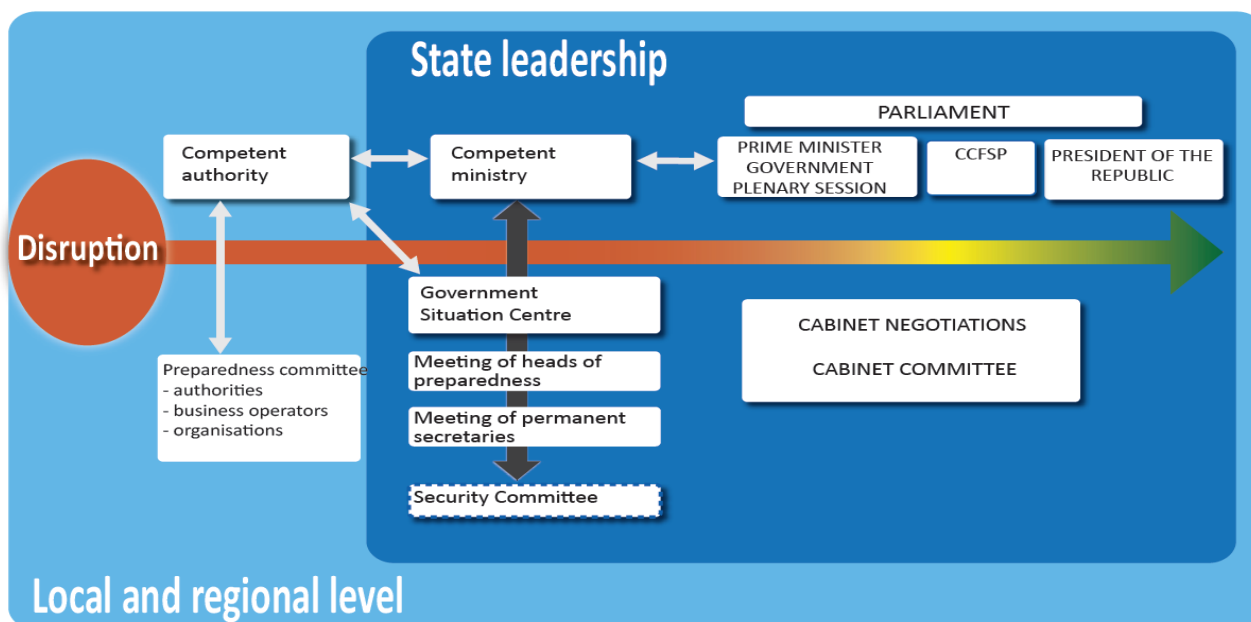 State leadership
PARLIAMENT
Competent
authority
Competent
ministry
PRIME MINISTER
GOVERNMENT
PLENARY SESSION
CCFSP
PRESIDENT OF THE
REPUBLIC
Disruption
Government
Situation Centre
Meeting of heads of
preparedness
Meeting of permanent
secretaries
Security Committee
CABINET NEGOTIATIONS
CABINET COMMITTEE
Preparedness committee
- authorities
- business operators
- organisations
Local and regional level